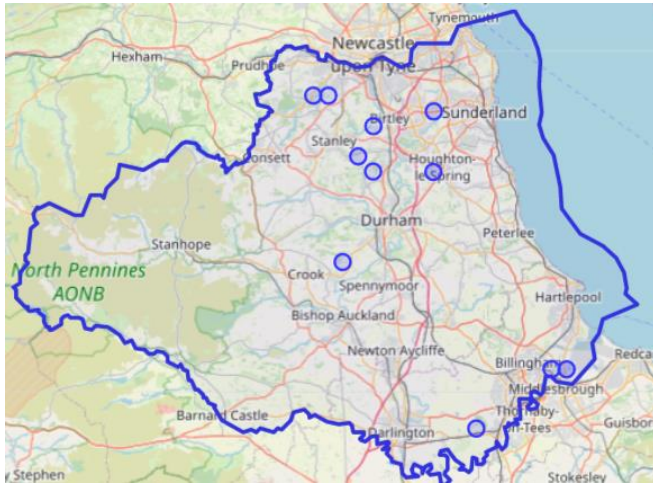 Tynemouth
Newcastle
upon Tyne
Hexham
Prudhoe
Sunderland
Birtley
Stanley
Consett
Houghton-
le-Spring
Durham
Peterlee
Stanhope
North Pennines
AONB
Crook
Spennymoor
Hartlepool
Bishop Auckland
Newton Aycliffe
Billingham
Redcar
Middlesbrough
Barnard Castle
Thornaby-
on-Tees
Guisbor
Darlington
y Stephen
Stokesley